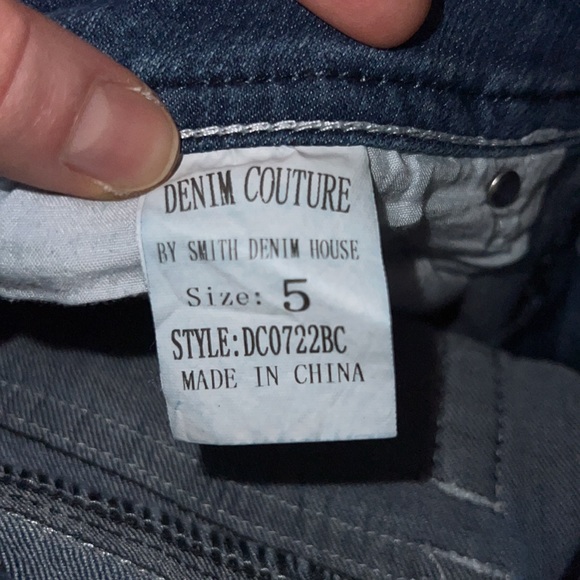 DENIM COUTURE
BY SMITH DENIM HOUSE
Size: 5
STYLE:DC0722BC
MADE IN CHINA